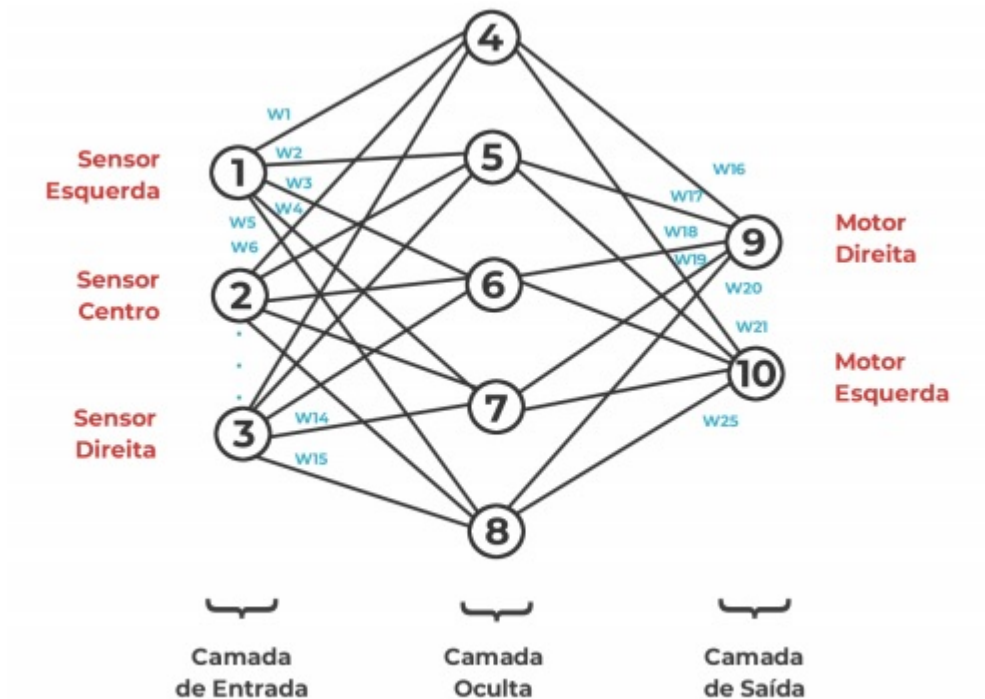 4
W1
Sensor
Esquerda
1
W2
W3
W4
W5
W6
5
W16
W17
W18
W19
9
Motor
Direita
Sensor
Centro
2
6
W20
W21
10
Motor
Esquerda
Sensor
Direita
3
W14
W15
7
W25
8
Camada
de Entrada
Camada
Oculta
Camada
de Saída